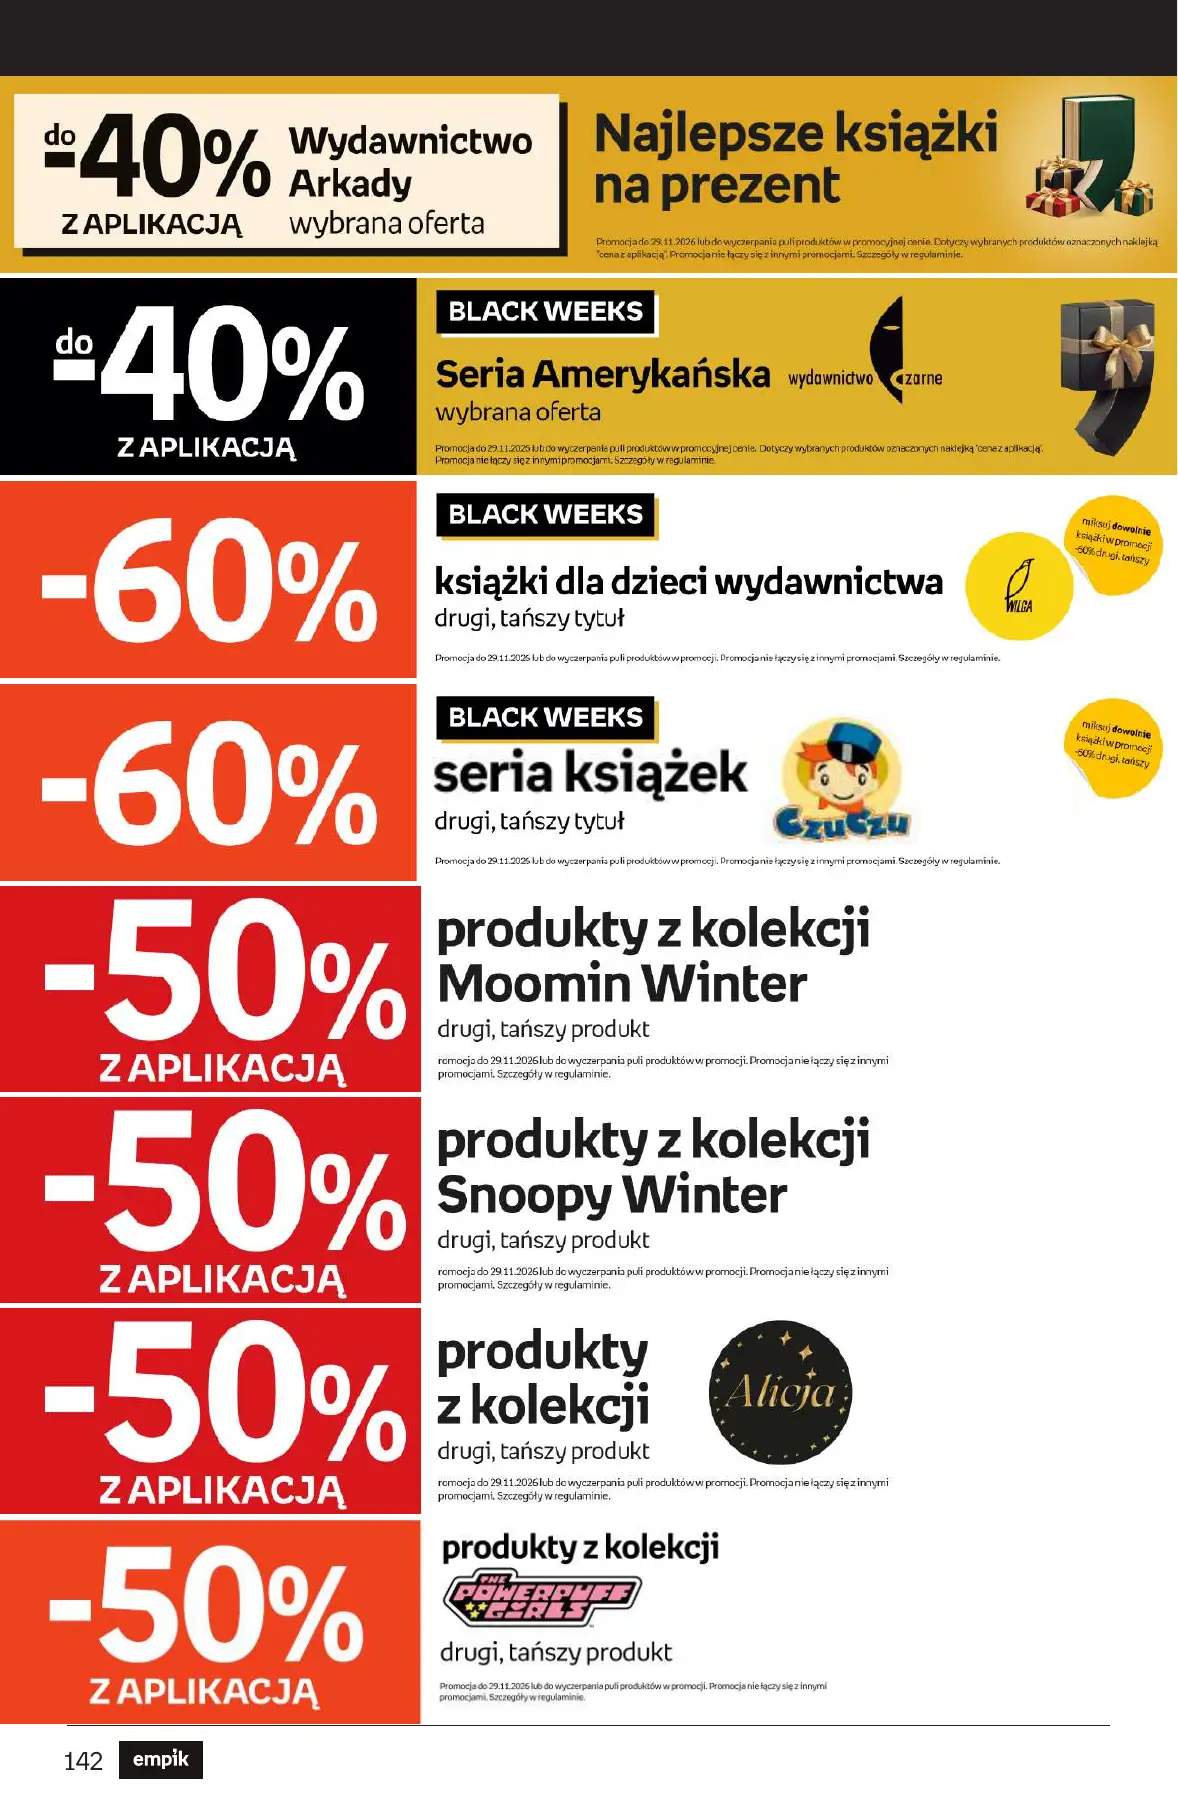 do
-40%
Z APLIKACJĄ
Wydawnictwo
Arkady
wybrana oferta
Najlepsze książki
na prezent
Promocja do 29.11.2026 lub do wyczerpania puli produktów w promocyjnej cenie. Dotyczy wybranych produktów oznaczonych naklejką
"cena z aplikacją". Promocja nie łączy się z innymi promocjami. Szczegóły w regulaminie.
do
-40%
Z APLIKACJĄ
BLACK WEEKS
Seria Amerykańska
wydawnictwo czarne
wybrana oferta
Promocja do 29.11.2026 lub do wyczerpania puli produktów w promocyjnej cenie. Dotyczy wybranych produktów oznaczonych naklejką "cena z aplikacją".
Promocja nie łączy się z innymi promocjami. Szczegóły w regulaminie.
-60%
BLACK WEEKS
książki dla dzieci wydawnictwa
WILGA
drugi, tańszy tytuł
miksuj dowolnie
książki w promocji
-60% drugi, tańszy
Promocja do 29.11.2026 lub do wyczerpania puli produktów w promocji. Promocja nie łączy się z innymi promocjami. Szczegóły w regulaminie.
-60%
BLACK WEEKS
seria książek
CzuCzu
drugi, tańszy tytuł
miksuj dowolnie
książki w promocji
-60% drugi, tańszy
Promocja do 29.11.2026 lub do wyczerpania puli produktów w promocji. Promocja nie łączy się z innymi promocjami. Szczegóły w regulaminie.
-50%
Z APLIKACJĄ
produkty z kolekcji
Moomin Winter
drugi, tańszy produkt
romocja do 29.11.2026 lub do wyczerpania puli produktów w promocji. Promocja nie łączy się z innymi
promocjami. Szczegóły w regulaminie.
-50%
Z APLIKACJĄ
produkty z kolekcji
Snoopy Winter
drugi, tańszy produkt
romocja do 29.11.2026 lub do wyczerpania puli produktów w promocji. Promocja nie łączy się z innymi
promocjami. Szczegóły w regulaminie.
-50%
Z APLIKACJĄ
produkty
z kolekcji
Alicja
drugi, tańszy produkt
romocja do 29.11.2026 lub do wyczerpania puli produktów w promocji. Promocja nie łączy się z innymi
promocjami. Szczegóły w regulaminie.
-50%
Z APLIKACJĄ
produkty z kolekcji
THE
POWERPUFF
GIRLS
drugi, tańszy produkt
Promocja do 29.11.2026 lub do wyczerpania puli produktów w promocji. Promocja nie łączy się z innymi
promocjami. Szczegóły w regulaminie.
142
empik